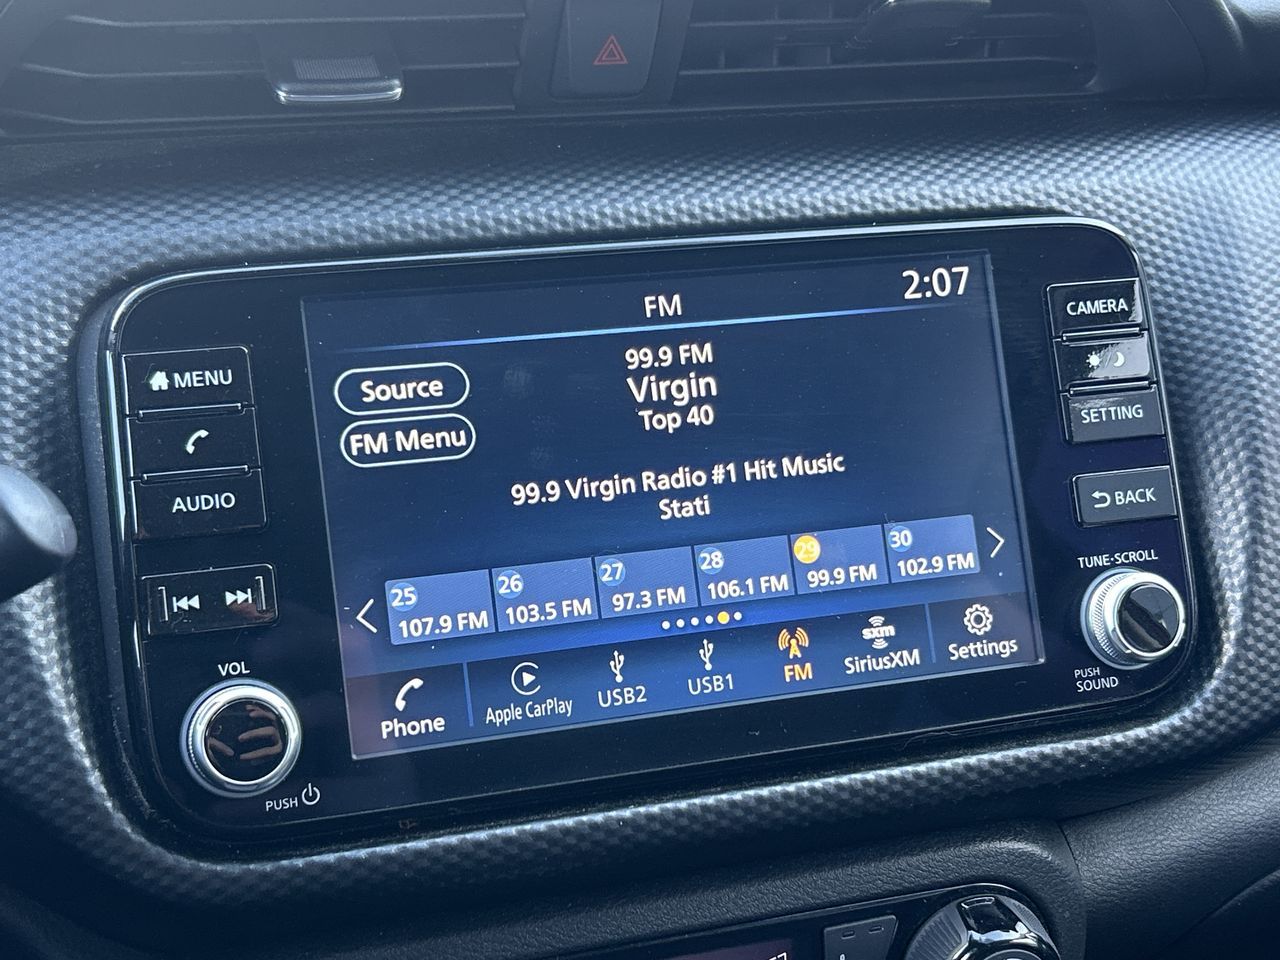 FM
2:07
99.9 FM
Virgin
Top 40
Source
FM Menu
99.9 Virgin Radio #1 Hit Music
Stati
25
107.9 FM
26
103.5 FM
27
97.3 FM
28
106.1 FM
29
99.9 FM
30
102.9 FM
Phone
Apple CarPlay
USB2
USB1
FM
sxm
SiriusXM
Settings
MENU
AUDIO
VOL
PUSH
CAMERA
SETTING
BACK
TUNE·SCROLL
PUSH
SOUND